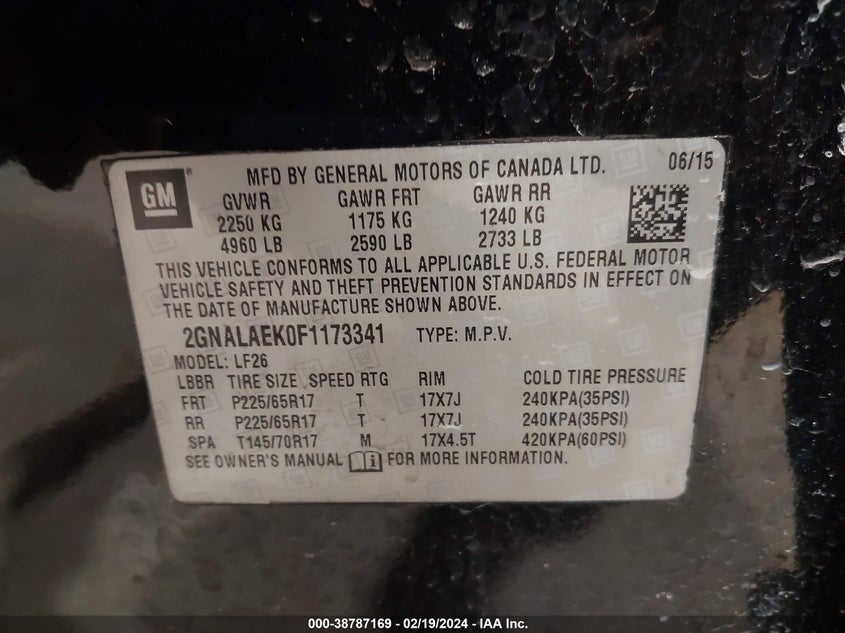 GM
MFD BY GENERAL MOTORS OF CANADA LTD. 06/15
GVWR GAWR FRT GAWR RR
2250 KG 1175 KG 1240 KG
4960 LB 2590 LB 2733 LB
THIS VEHICLE CONFORMS TO ALL APPLICABLE U.S. FEDERAL MOTOR
VEHICLE SAFETY AND THEFT PREVENTION STANDARDS IN EFFECT ON
THE DATE OF MANUFACTURE SHOWN ABOVE.
2GNALAEK0F1173341 TYPE: M.P.V.
MODEL: LF26
LBBR TIRE SIZE SPEED RTG RIM COLD TIRE PRESSURE
FRT P225/65R17 T 17X7J 240KPA(35PSI)
RR P225/65R17 T 17X7J 240KPA(35PSI)
SPA T145/70R17 M 17X4.5T 420KPA(60PSI)
SEE OWNER'S MANUAL FOR MORE INFORMATION.
000-38787169 - 02/19/2024 - IAA Inc.